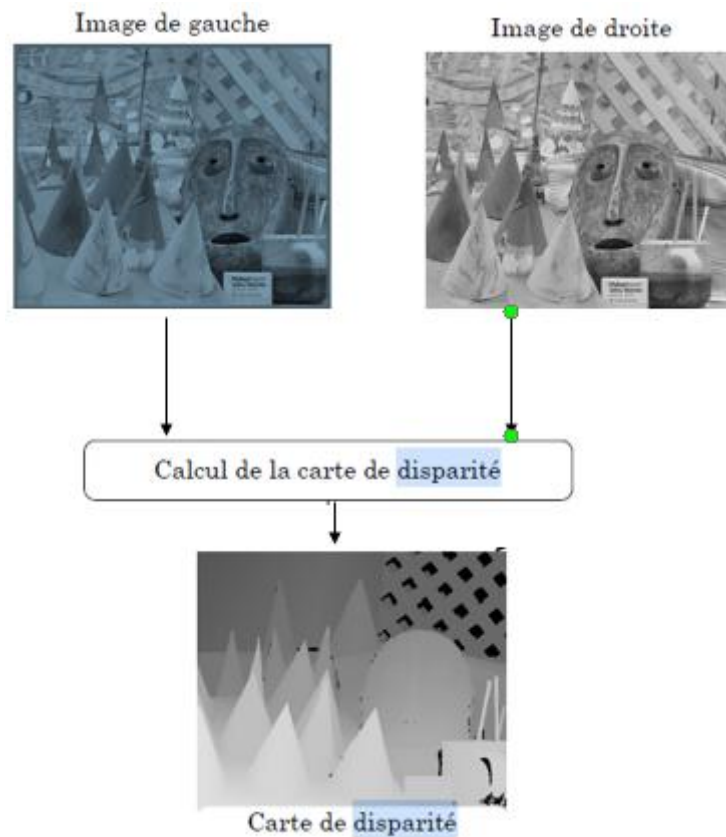 Image de gauche
Image de droite
Calcul de la carte de disparité
Carte de disparité